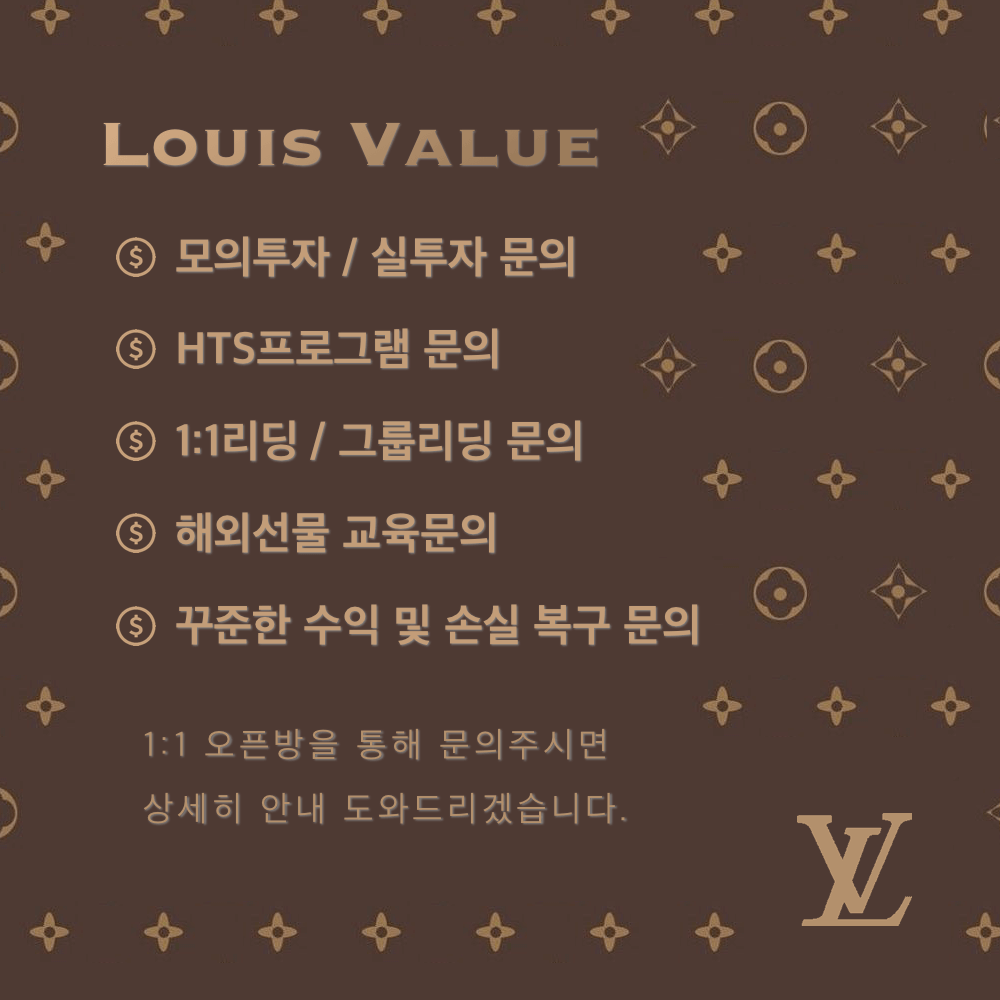 Louis Value
모의투자 / 실투자 문의
HTS프로그램 문의
1:1리딩 / 그룹리딩 문의
해외선물 교육문의
꾸준한 수익 및 손실 복구 문의
1:1 오픈방을 통해 문의주시면
상세히 안내 도와드리겠습니다.
LV